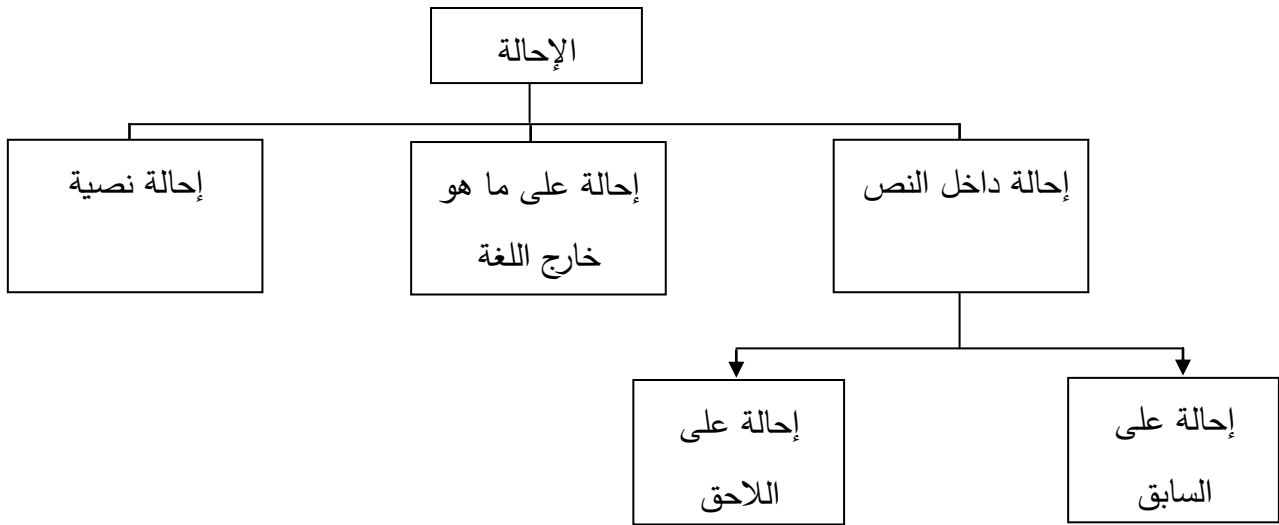 الإحالة
إحالة داخل النص
إحالة على ما هو
خارج اللغة
إحالة نصية
إحالة على
السابق
إحالة على
اللاحق